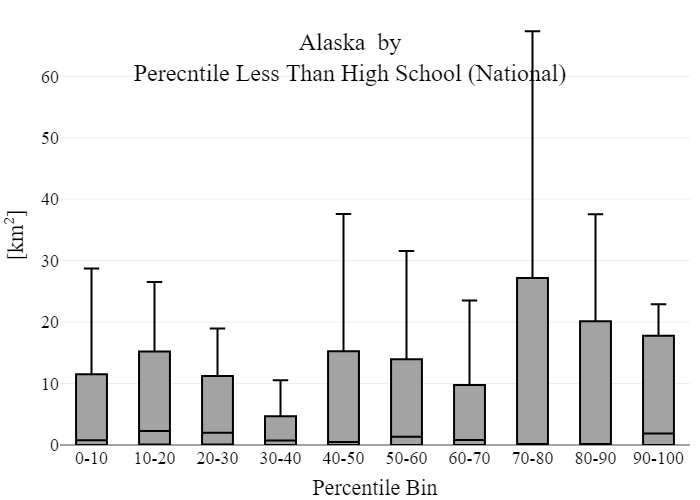 Alaska by
Perecntile Less Than High School (National)
60
50
40
30
20
10
0
[km²]
0-10 10-20 20-30 30-40 40-50 50-60 60-70 70-80 80-90 90-100
Percentile Bin